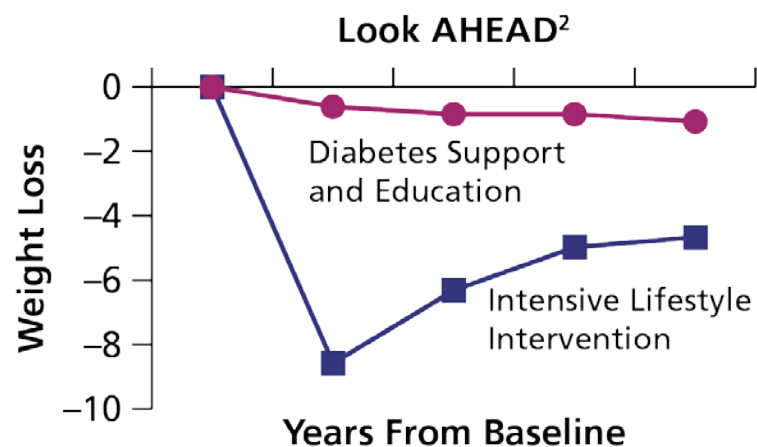 Look AHEAD²
Weight Loss
0
–2
–4
–6
–8
–10
Diabetes Support
and Education
Intensive Lifestyle
Intervention
Years From Baseline